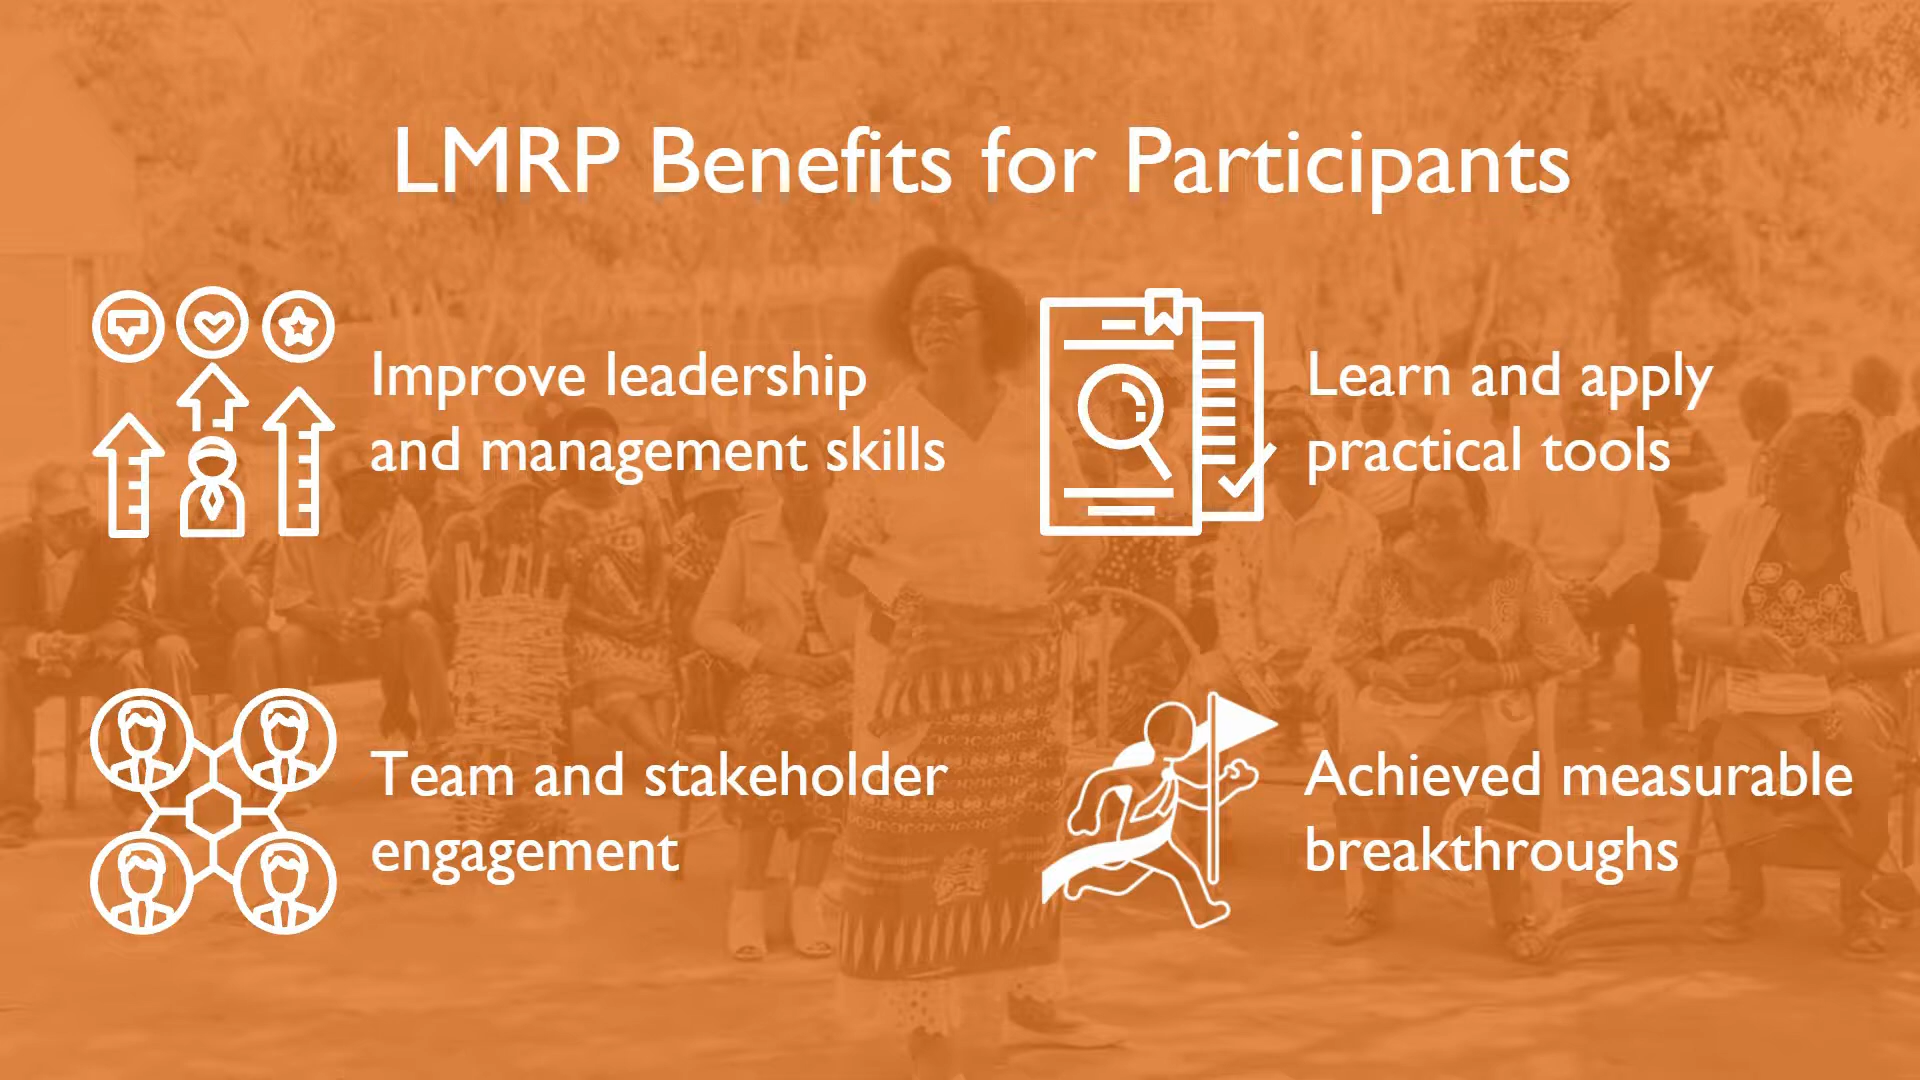 LMRP Benefits for Participants
Improve leadership
and management skills
Learn and apply
practical tools
Team and stakeholder
engagement
Achieved measurable
breakthroughs